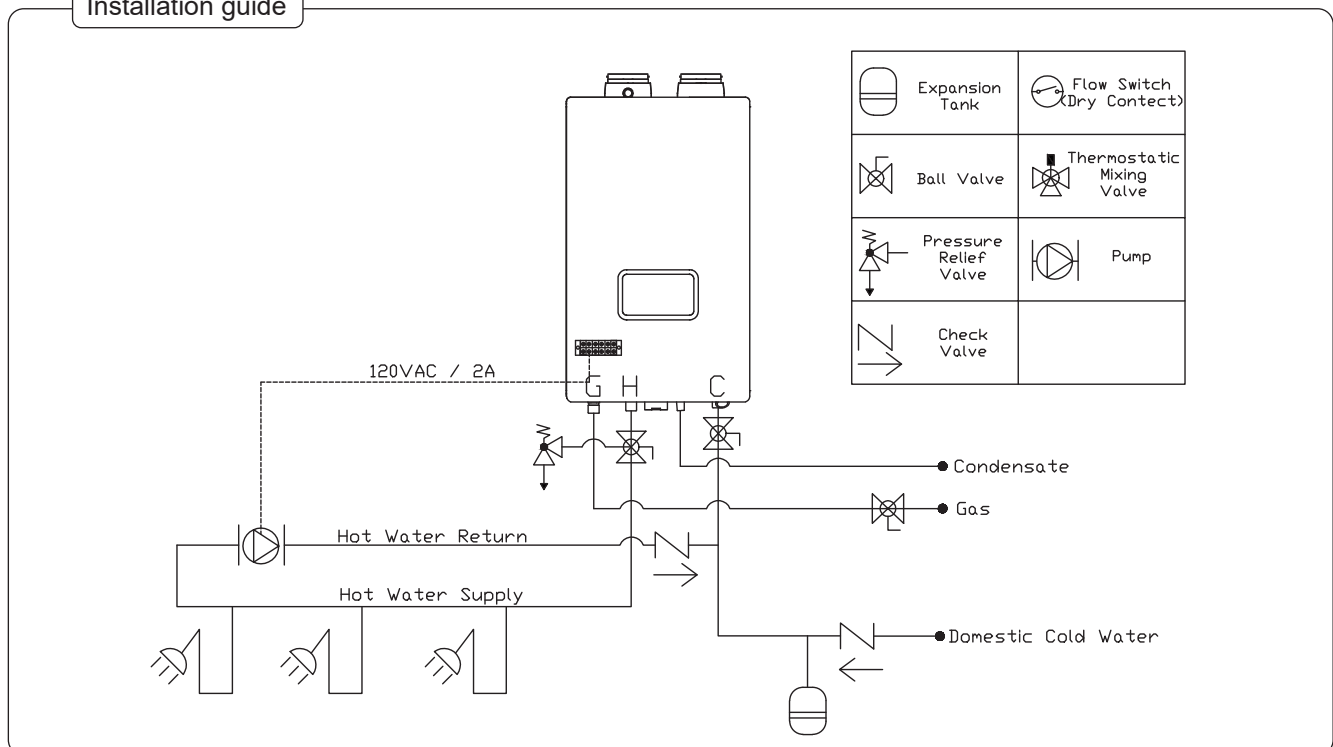 Installation guide
Expansion
Tank
Flow Switch
(Dry Contect)
Ball Valve
Thermostatic
Mixing
Valve
Pressure
Relief
Valve
Pump
Check
Valve
120VAC / 2A
G H C
Condensate
Gas
Hot Water Return
Hot Water Supply
Domestic Cold Water